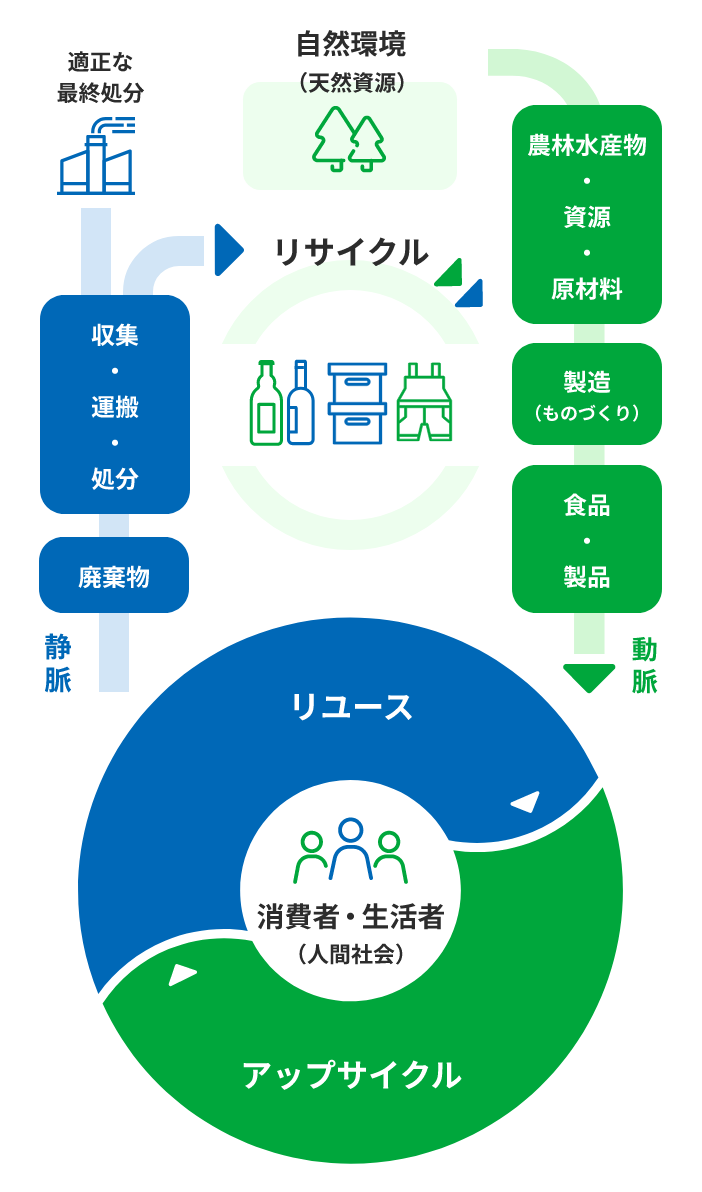 自然環境
（天然資源）
適正な
最終処分
リサイクル
農林水産物
・
資源
・
原材料
製造
（ものづくり）
食品
・
製品
動
脈
収集
・
運搬
・
処分
廃棄物
静
脈
リユース
消費者・生活者
（人間社会）
アップサイクル